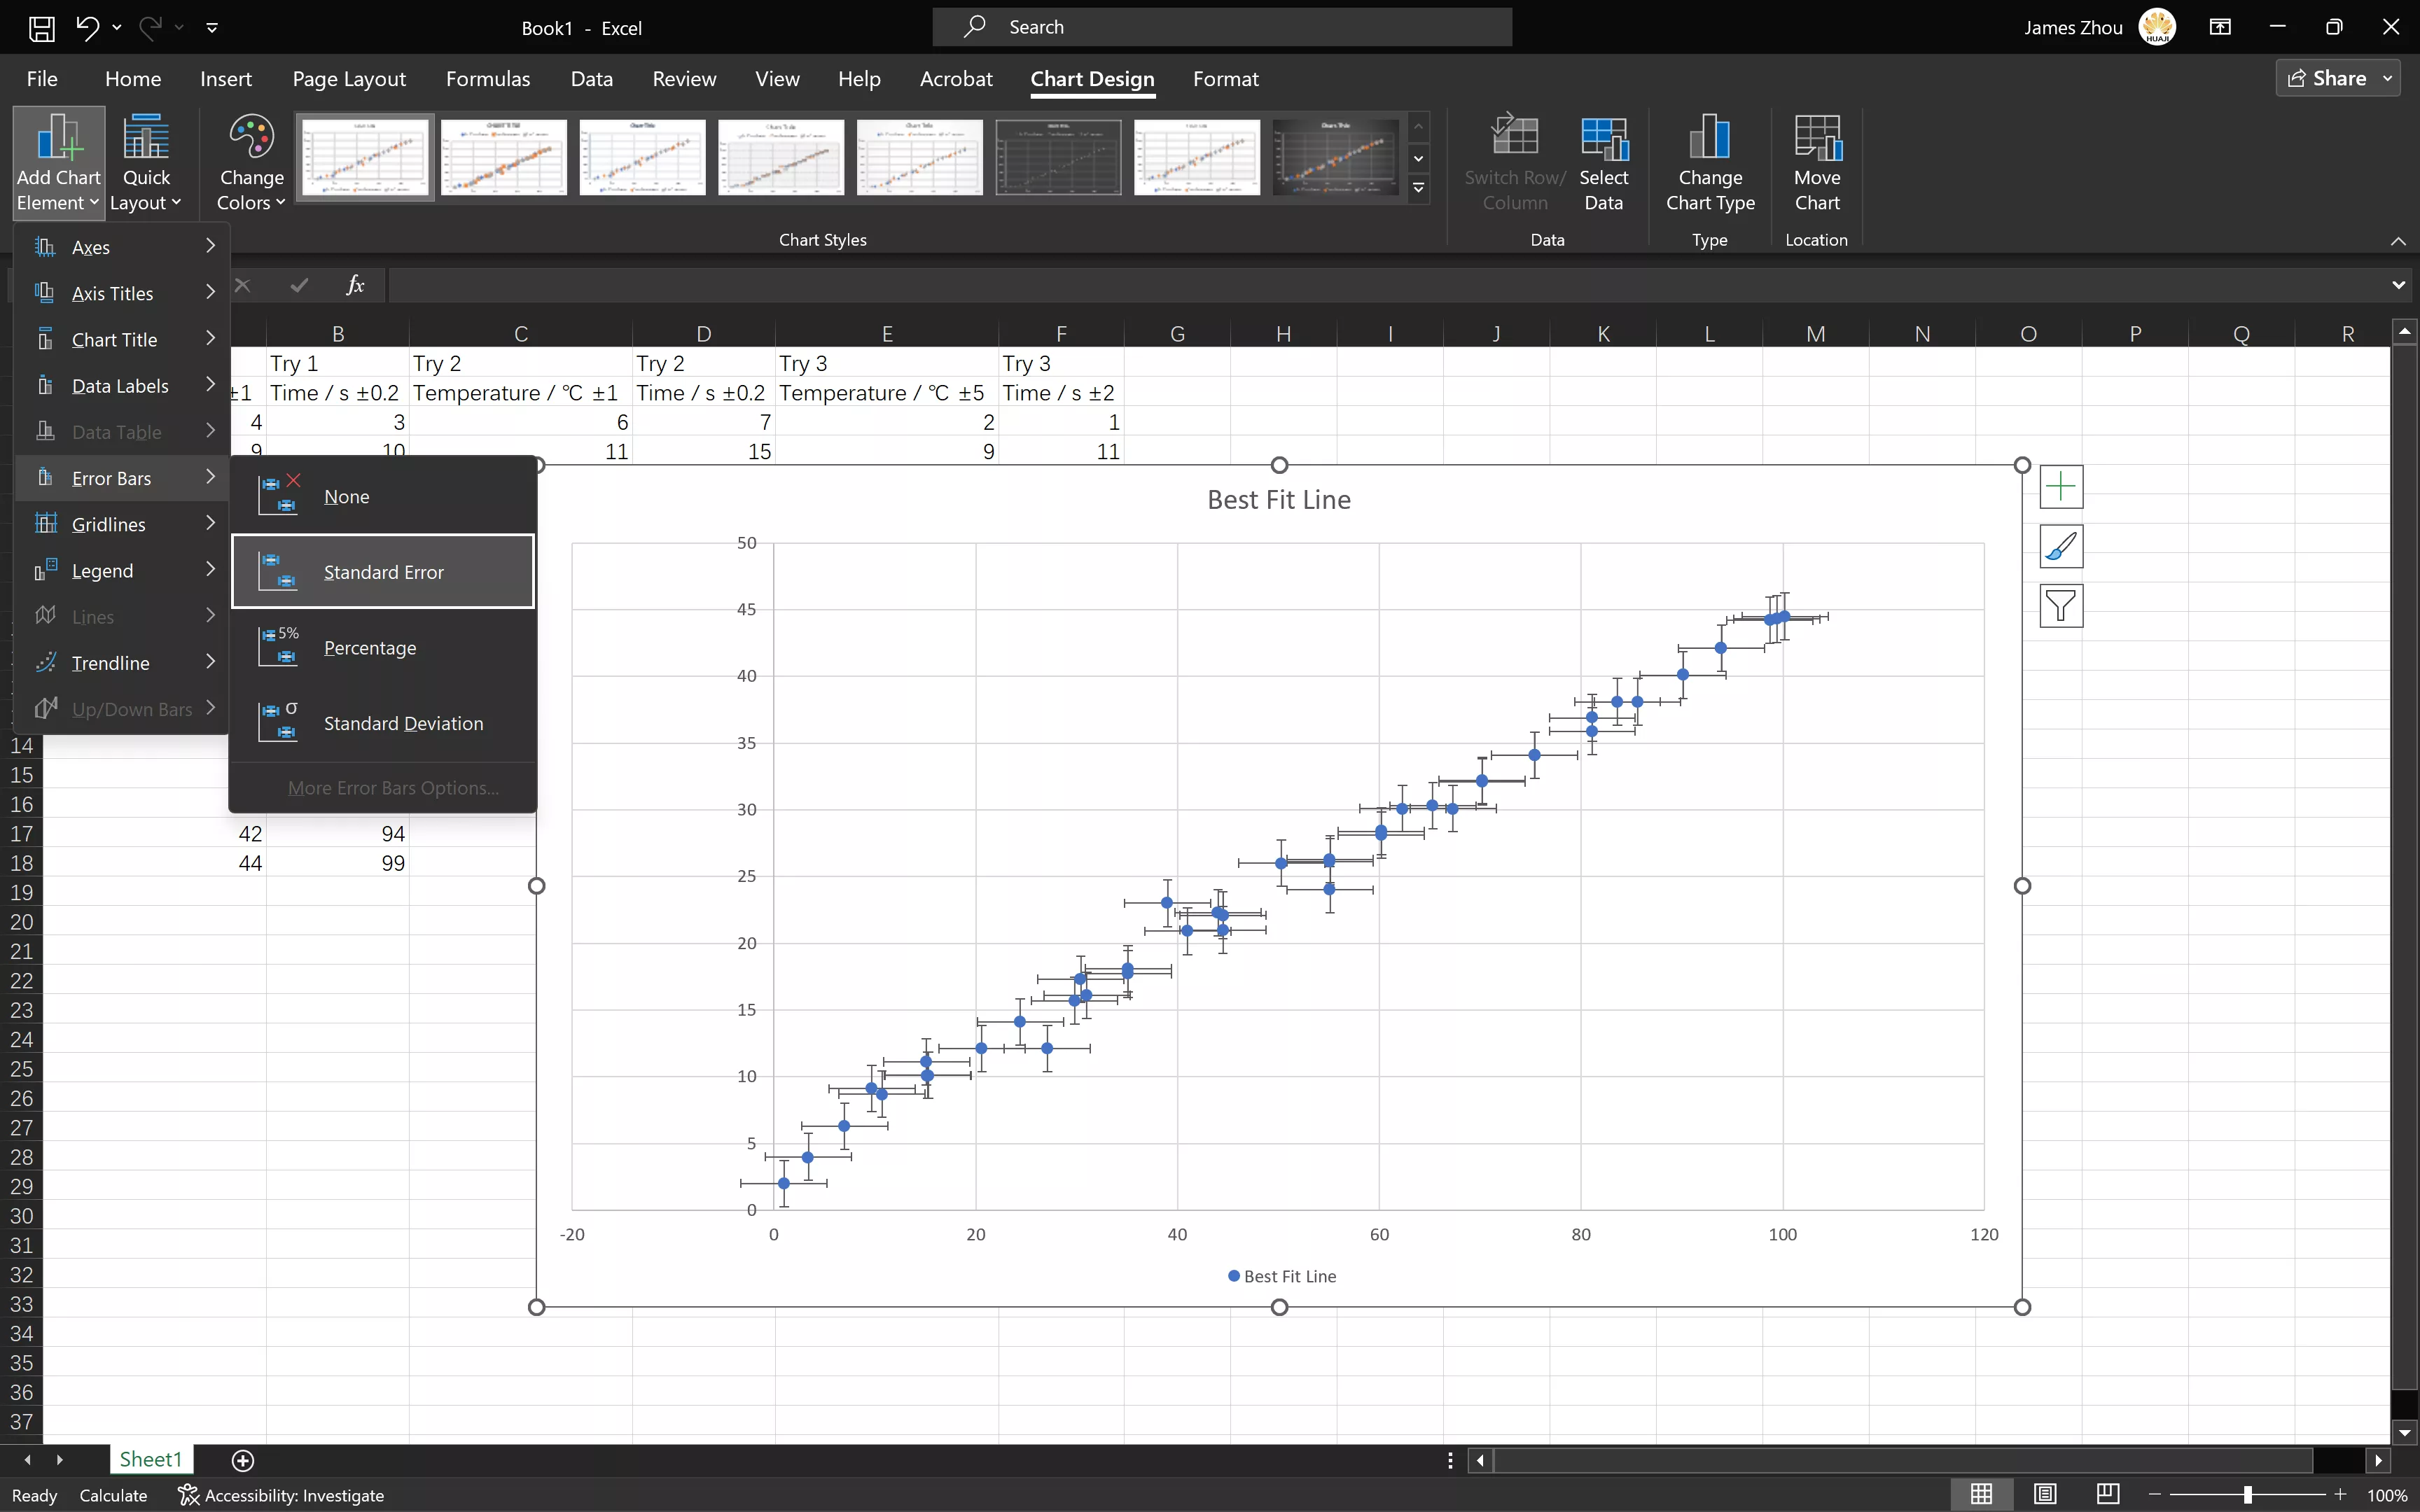 Book1 - Excel
Search
James Zhou
HUAJI
File Home Insert Page Layout Formulas Data Review View Help Acrobat Chart Design Format
Share
Add Chart Element
Quick Layout
Change Colors
Chart Styles
Switch Row/ Column
Select Data
Data
Change Chart Type
Type
Move Chart
Location
Axes
Axis Titles
Chart Title
Data Labels
Data Table
Error Bars
Gridlines
Legend
Lines
Trendline
Up/Down Bars
None
Standard Error
5%
Percentage
σ
Standard Deviation
More Error Bars Options...
fx
B C D E F G H I J K L M N O P Q R
Try 1 Try 2 Try 2 Try 3 Try 3
±1 Time / s ±0.2 Temperature / ℃ ±1 Time / s ±0.2 Temperature / ℃ ±5 Time / s ±2
4 3 6 7 2 1
9 10 11 15 9 11
14
15
16
17 42 94
18 44 99
19
20
21
22
23
24
25
26
27
28
29
30
31
32
33
34
35
36
37
Best Fit Line
50
45
40
35
30
25
20
15
10
5
0
-20 0 20 40 60 80 100 120
Best Fit Line
Sheet1
Ready Calculate Accessibility: Investigate
100%